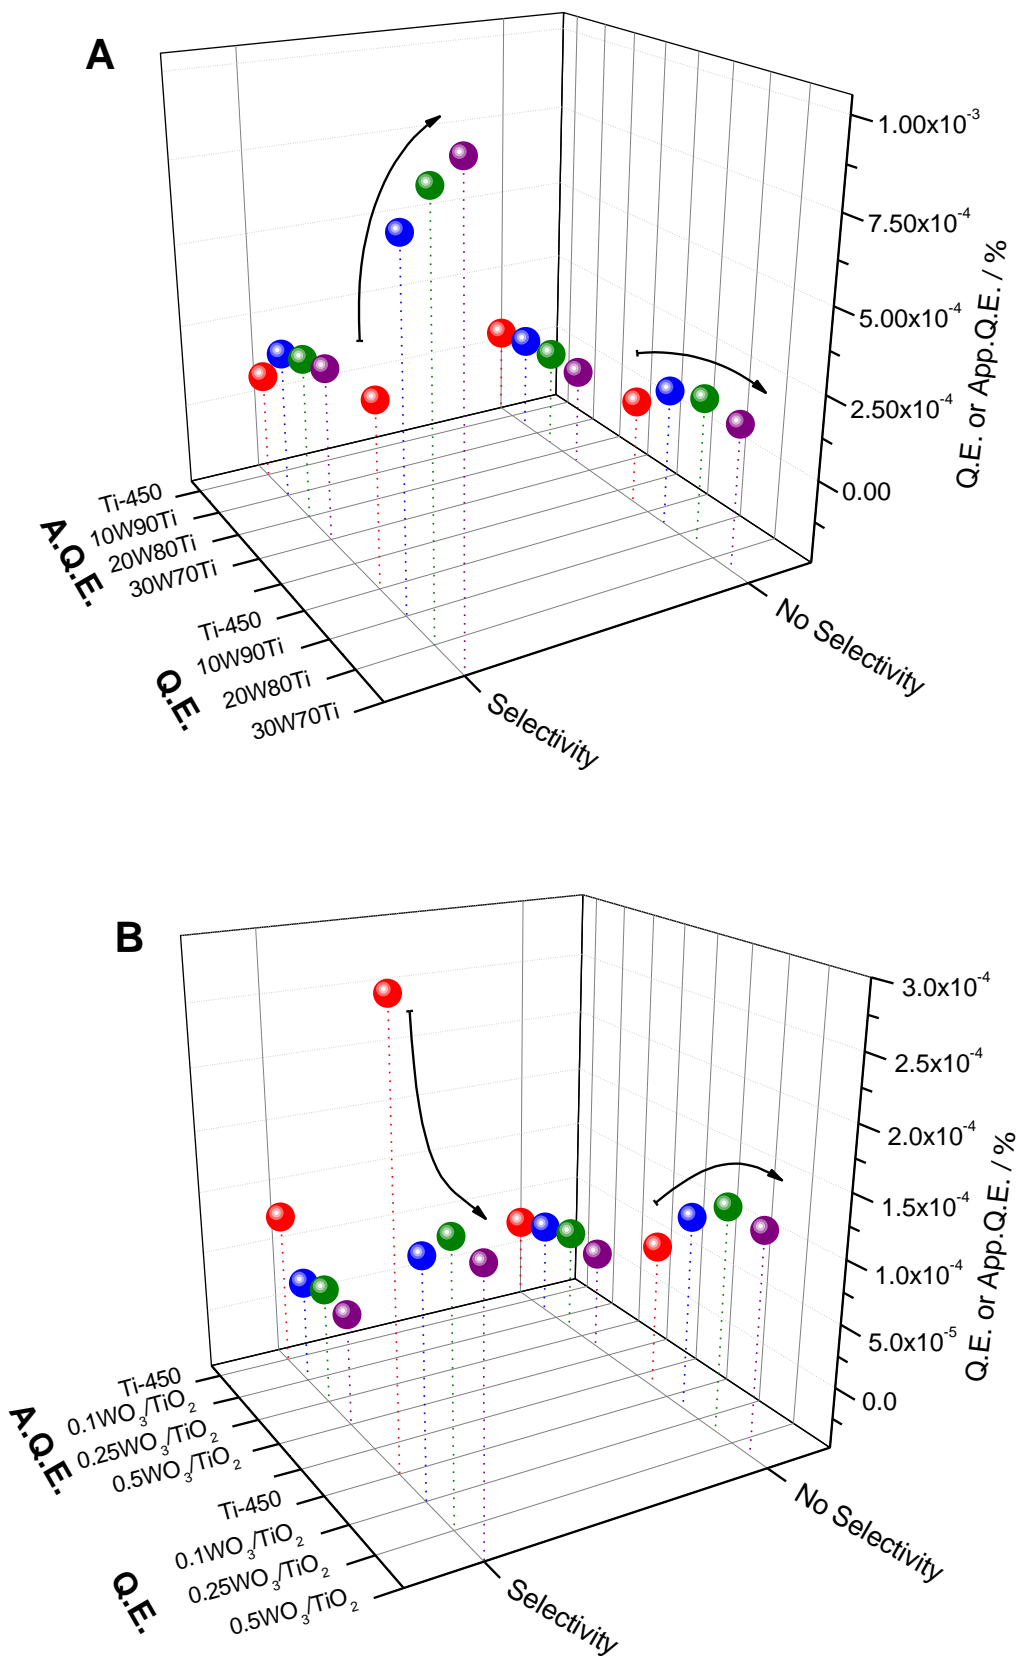 A
1.00x10⁻³
7.50x10⁻⁴
5.00x10⁻⁴
2.50x10⁻⁴
0.00
Q.E. or App.Q.E. / %
Ti-450
10W90Ti
20W80Ti
30W70Ti
A.Q.E.
Ti-450
10W90Ti
20W80Ti
30W70Ti
Q.E.
Selectivity
No Selectivity
B
3.0x10⁻⁴
2.5x10⁻⁴
2.0x10⁻⁴
1.5x10⁻⁴
1.0x10⁻⁴
5.0x10⁻⁵
0.0
Q.E. or App.Q.E. / %
Ti-450
0.1WO₃/TiO₂
0.25WO₃/TiO₂
0.5WO₃/TiO₂
A.Q.E.
Ti-450
0.1WO₃/TiO₂
0.25WO₃/TiO₂
0.5WO₃/TiO₂
Q.E.
Selectivity
No Selectivity